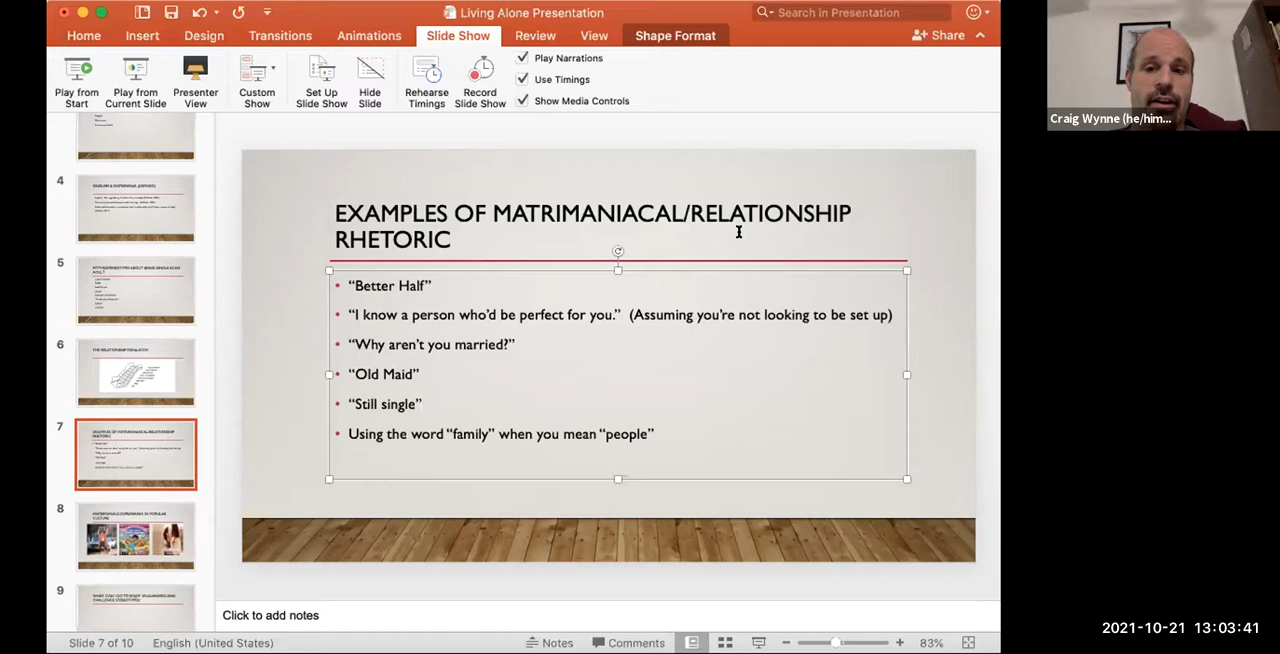 Living Alone Presentation
Search in Presentation
Home Insert Design Transitions Animations Slide Show Review View Shape Format Share
Play from Start
Play from Current Slide
Presenter View
Custom Show
Set Up Slide Show
Hide Slide
Rehearse Timings
Record Slide Show
Play Narrations
Use Timings
Show Media Controls
Craig Wynne (he/him...
4
5
6
THE RELATIONSHIP ESCALATOR
7
8
9
EXAMPLES OF MATRIMANIACAL/RELATIONSHIP
RHETORIC
• “Better Half”
• “I know a person who’d be perfect for you.” (Assuming you’re not looking to be set up)
• “Why aren’t you married?”
• “Old Maid”
• “Still single”
• Using the word “family” when you mean “people”
Click to add notes
Slide 7 of 10 English (United States) Notes Comments 83%
2021-10-21 13:03:41